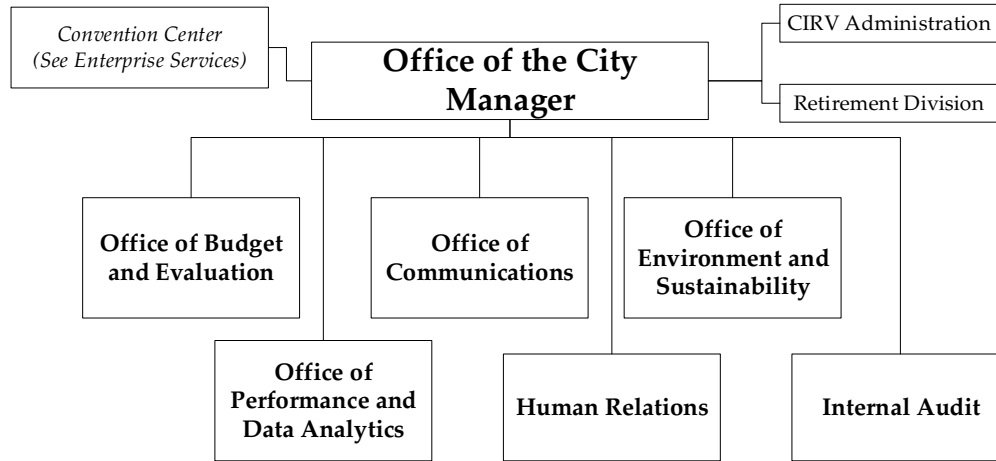 Convention Center
(See Enterprise Services)
Office of the City
Manager
CIRV Administration
Retirement Division
Office of Budget
and Evaluation
Office of
Communications
Office of
Environment and
Sustainability
Office of
Performance and
Data Analytics
Human Relations
Internal Audit